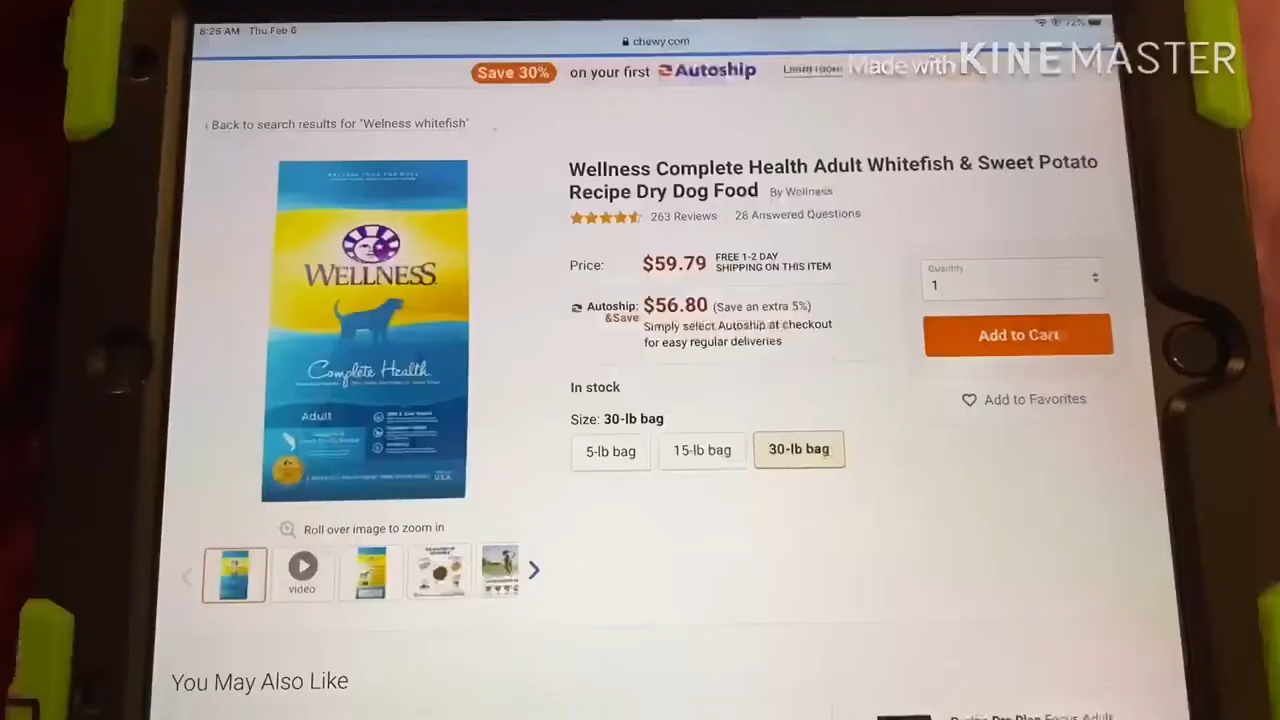 8:25 AM Thu Feb 6
72%
chewy.com
Save 30% on your first Autoship Learn more
Made with KINEMASTER
‹ Back to search results for "Welness whitefish"
Wellness Complete Health Adult Whitefish & Sweet Potato
Recipe Dry Dog Food By Wellness
263 Reviews 28 Answered Questions
Price: $59.79 FREE 1-2 DAY
SHIPPING ON THIS ITEM
Autoship: $56.80 (Save an extra 5%)
&Save
Simply select Autoship at checkout
for easy regular deliveries
In stock
Size: 30-lb bag
5-lb bag 15-lb bag 30-lb bag
Quantity
1
Add to Cart
Add to Favorites
WELLNESS
Complete Health
Adult
U.S.A.
Roll over image to zoom in
video
You May Also Like